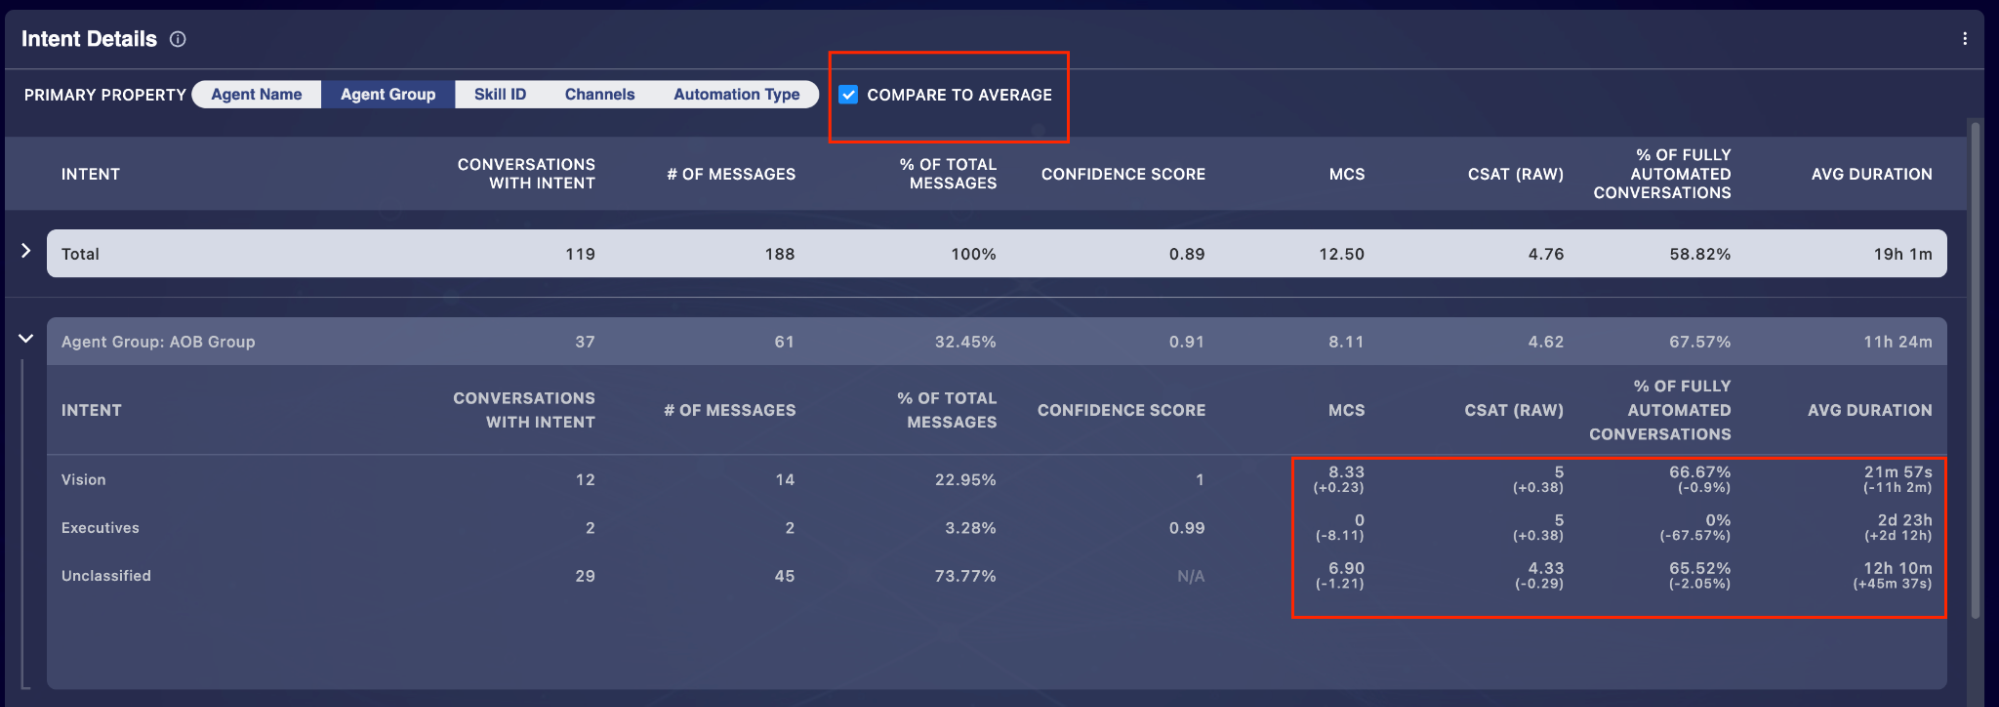 Intent Details
PRIMARY PROPERTY Agent Name Agent Group Skill ID Channels Automation Type COMPARE TO AVERAGE
INTENT CONVERSATIONS WITH INTENT # OF MESSAGES % OF TOTAL MESSAGES CONFIDENCE SCORE MCS CSAT (RAW) % OF FULLY AUTOMATED CONVERSATIONS AVG DURATION
Total 119 188 100% 0.89 12.50 4.76 58.82% 19h 1m
Agent Group: AOB Group 37 61 32.45% 0.91 8.11 4.62 67.57% 11h 24m
INTENT CONVERSATIONS WITH INTENT # OF MESSAGES % OF TOTAL MESSAGES CONFIDENCE SCORE MCS CSAT (RAW) % OF FULLY AUTOMATED CONVERSATIONS AVG DURATION
Vision 12 14 22.95% 1 8.33 5 66.67% 21m 57s
(+0.23) (+0.38) (-0.9%) (-11h 2m)
Executives 2 2 3.28% 0.99 0 5 0% 2d 23h
(-8.11) (+0.38) (-67.57%) (+2d 12h)
Unclassified 29 45 73.77% N/A 6.90 4.33 65.52% 12h 10m
(-1.21) (-0.29) (-2.05%) (+45m 37s)